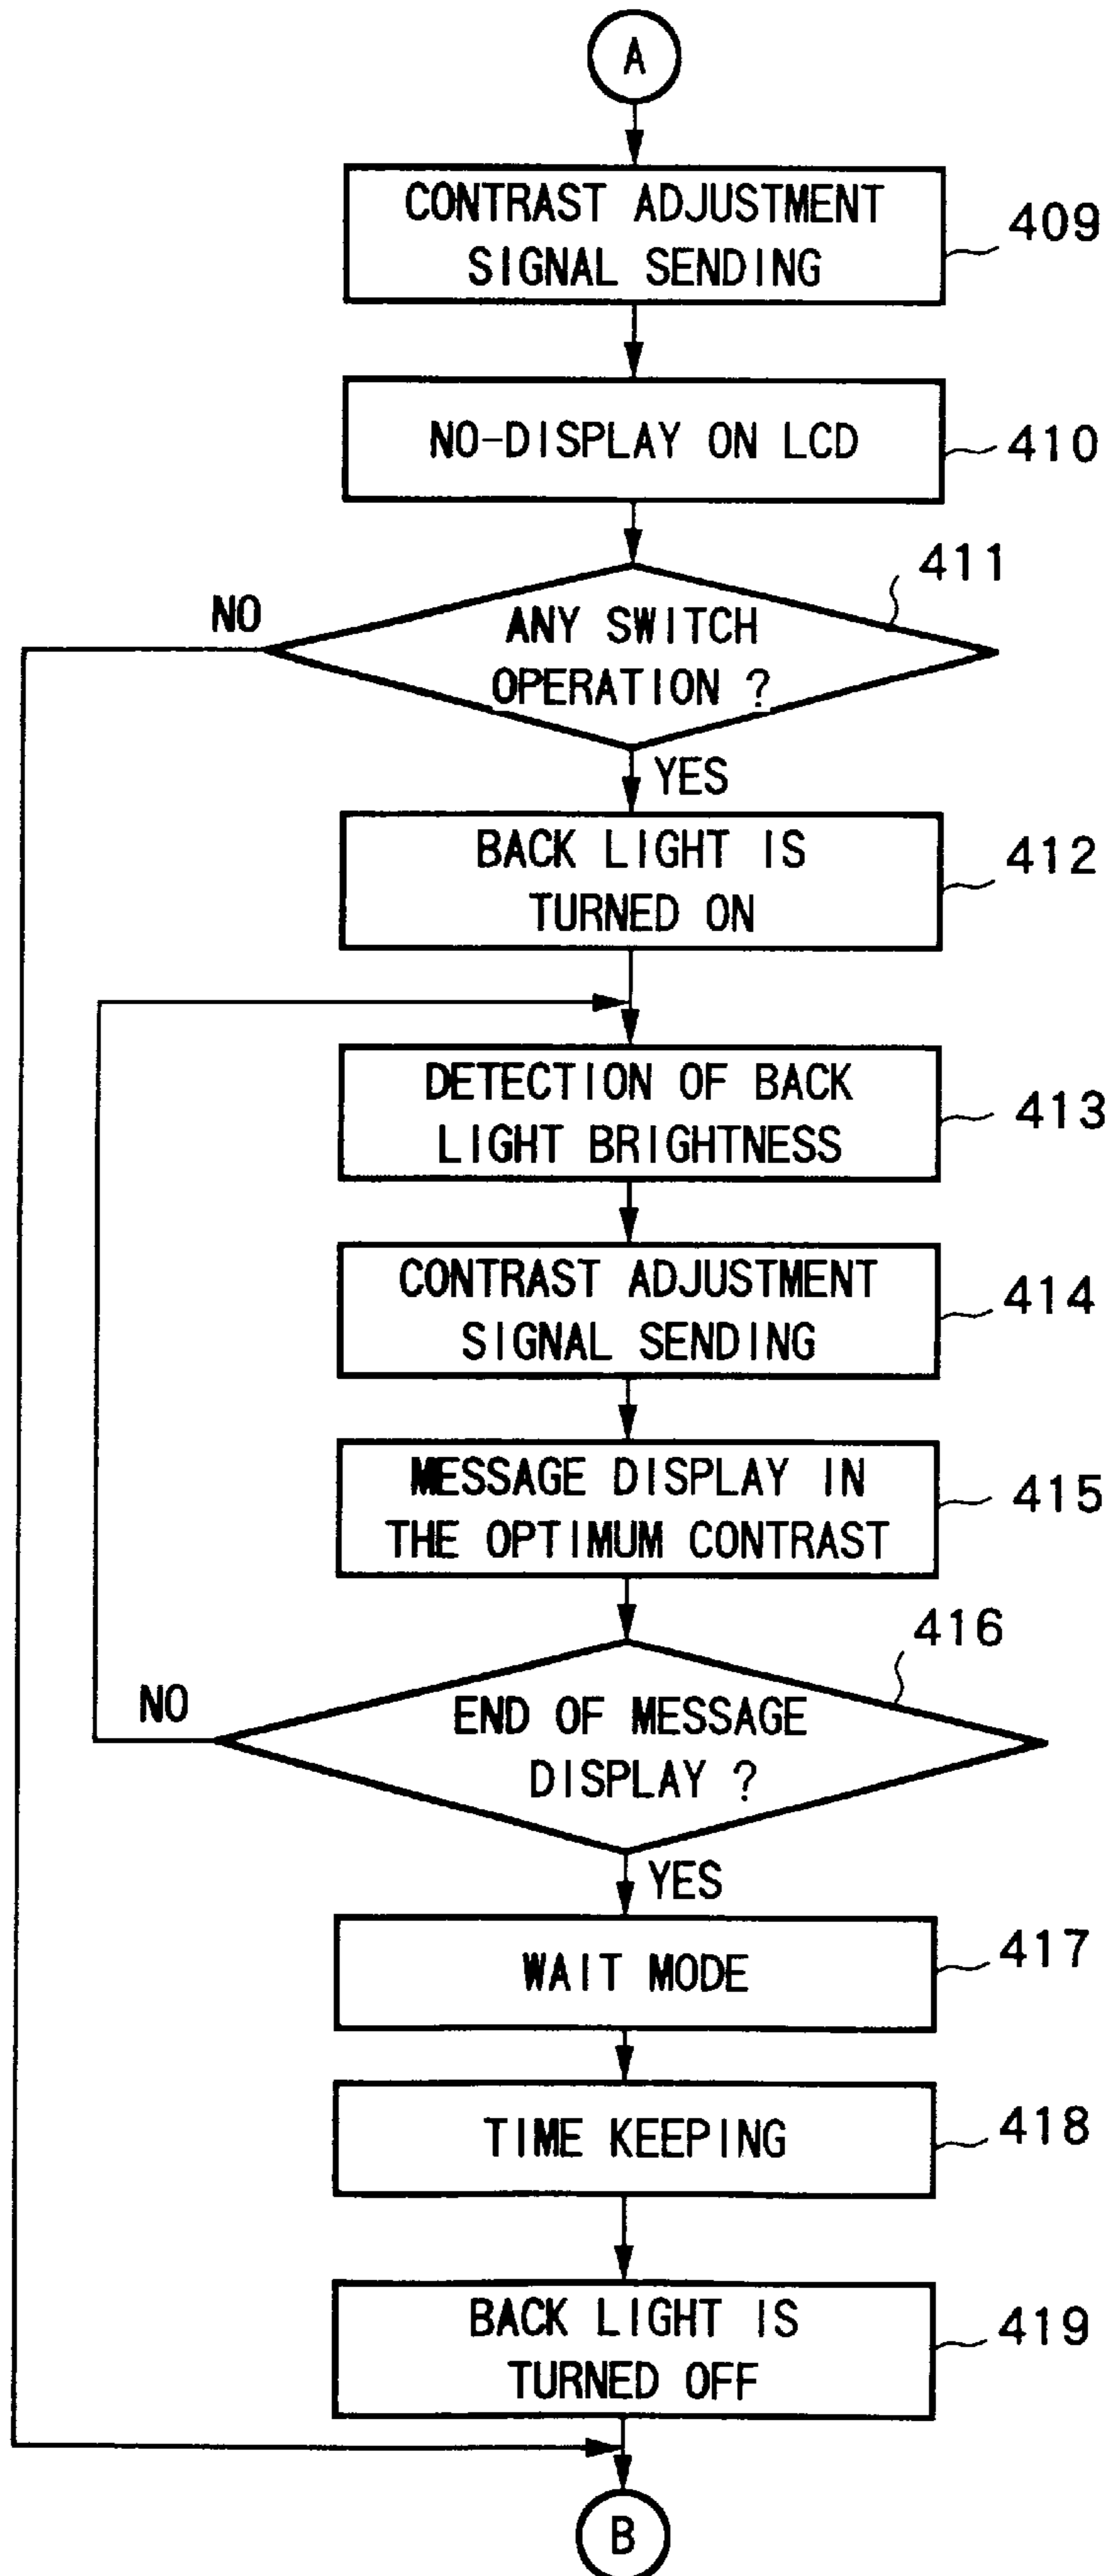 A
CONTRAST ADJUSTMENT
SIGNAL SENDING
409
NO-DISPLAY ON LCD
410
411
NO
ANY SWITCH
OPERATION ?
YES
BACK LIGHT IS
TURNED ON
412
DETECTION OF BACK
LIGHT BRIGHTNESS
413
CONTRAST ADJUSTMENT
SIGNAL SENDING
414
MESSAGE DISPLAY IN
THE OPTIMUM CONTRAST
415
416
NO
END OF MESSAGE
DISPLAY ?
YES
WAIT MODE
417
TIME KEEPING
418
BACK LIGHT IS
TURNED OFF
419
B